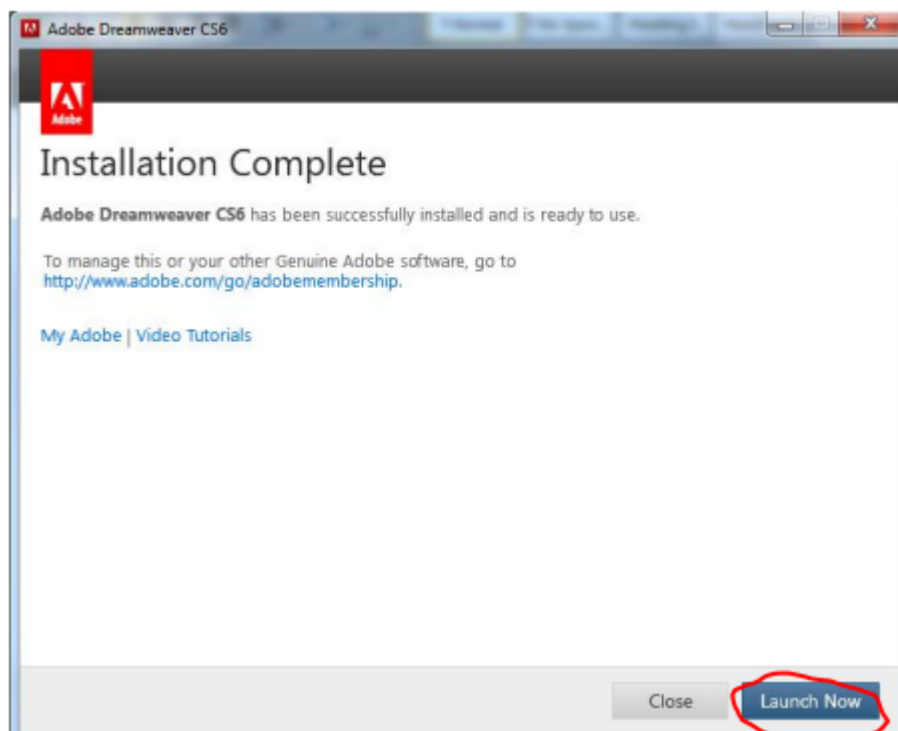 Adobe Dreamweaver CS6
Adobe
Installation Complete
Adobe Dreamweaver CS6 has been successfully installed and is ready to use.
To manage this or your other Genuine Adobe software, go to
http://www.adobe.com/go/adobemembership.
My Adobe | Video Tutorials
Close
Launch Now